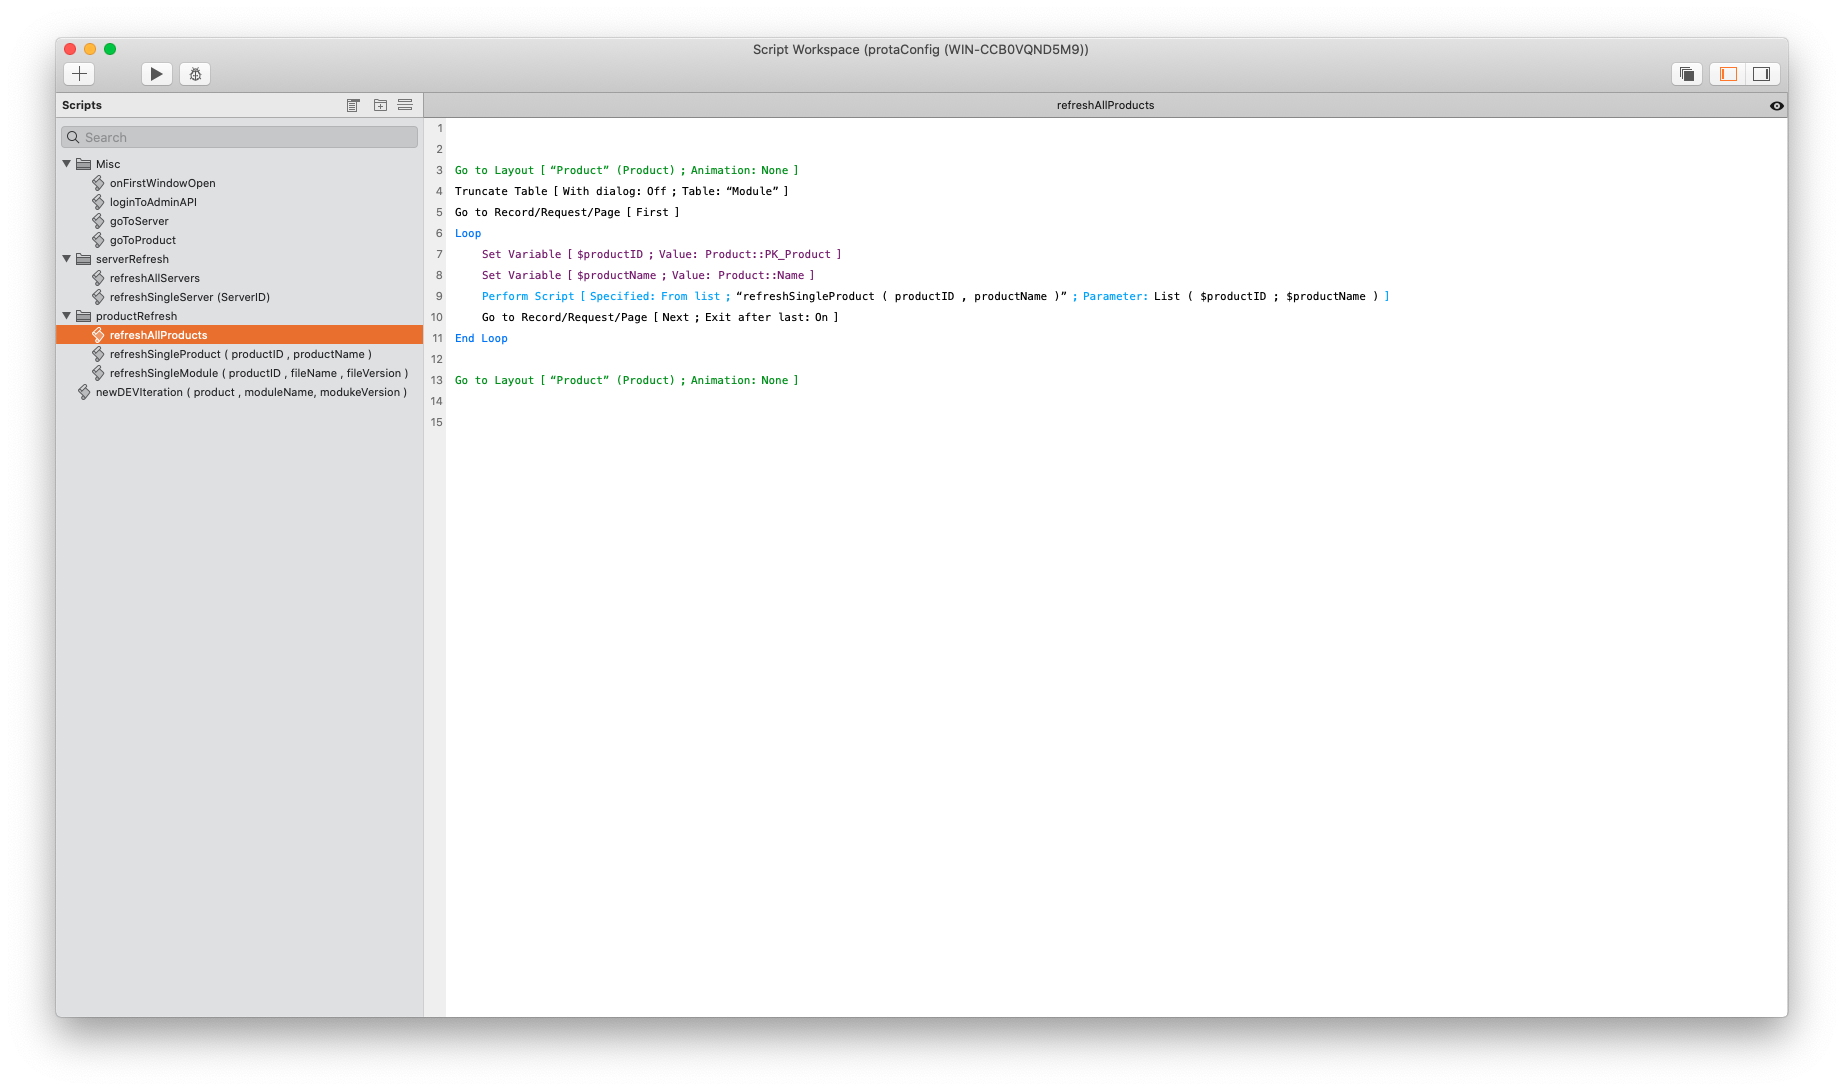 Script Workspace (protaConfig (WIN-CCB0VQND5M9))
Scripts
Search
Misc
onFirstWindowOpen
loginToAdminAPI
goToServer
goToProduct
serverRefresh
refreshAllServers
refreshSingleServer (ServerID)
productRefresh
refreshAllProducts
refreshSingleProduct ( productID , productName )
refreshSingleModule ( productID , fileName , fileVersion )
newDEVIteration ( product , moduleName, modukeVersion )
refreshAllProducts
1
2
3 Go to Layout [ “Product” (Product) ; Animation: None ]
4 Truncate Table [ With dialog: Off ; Table: “Module” ]
5 Go to Record/Request/Page [ First ]
6 Loop
7 Set Variable [ $productID ; Value: Product::PK_Product ]
8 Set Variable [ $productName ; Value: Product::Name ]
9 Perform Script [ Specified: From list ; “refreshSingleProduct ( productID , productName )” ; Parameter: List ( $productID ; $productName ) ]
10 Go to Record/Request/Page [ Next ; Exit after last: On ]
11 End Loop
12
13 Go to Layout [ “Product” (Product) ; Animation: None ]
14
15